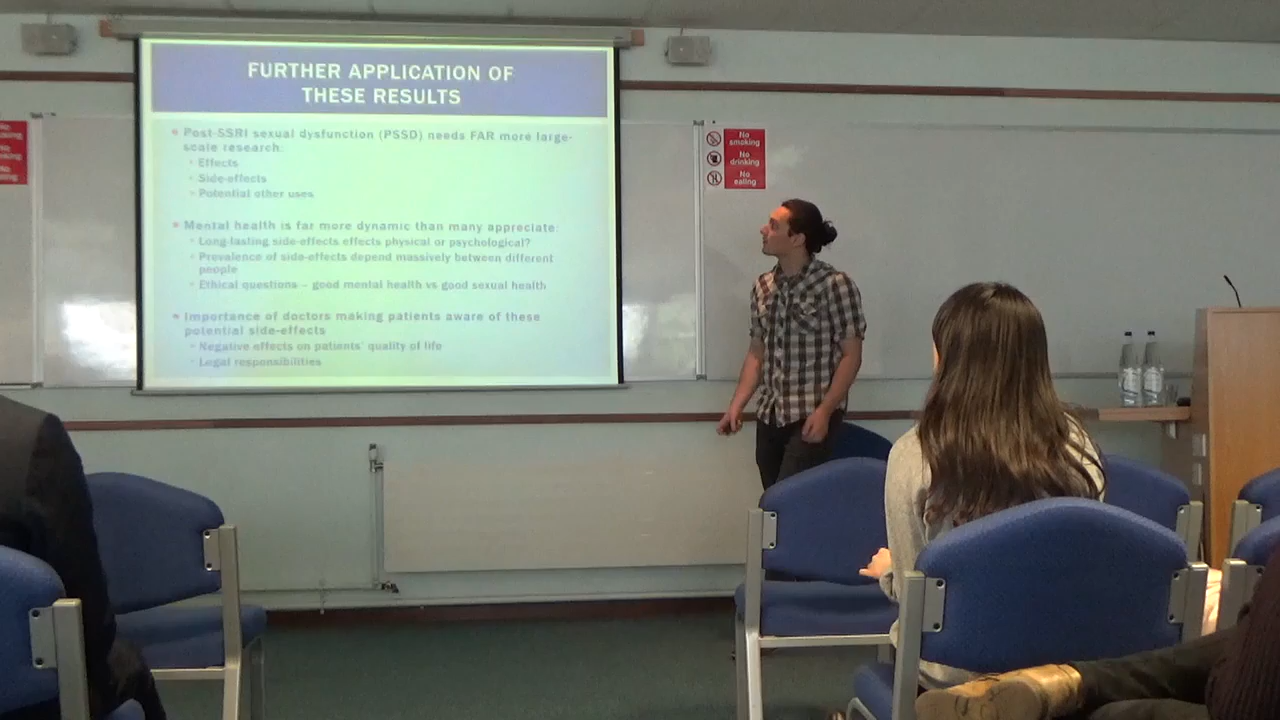 FURTHER APPLICATION OF
THESE RESULTS
• Post-SSRI sexual dysfunction (PSSD) needs FAR more large-
scale research:
• Effects
• Side-effects
• Potential other uses
• Mental health is far more dynamic than many appreciate:
• Long-lasting side-effects effects physical or psychological?
• Prevalence of side-effects depend massively between different
people
• Ethical questions – good mental health vs good sexual health
• Importance of doctors making patients aware of these
potential side-effects
• Negative effects on patients' quality of life
• Legal responsibilities
No
smoking
No
drinking
No
eating